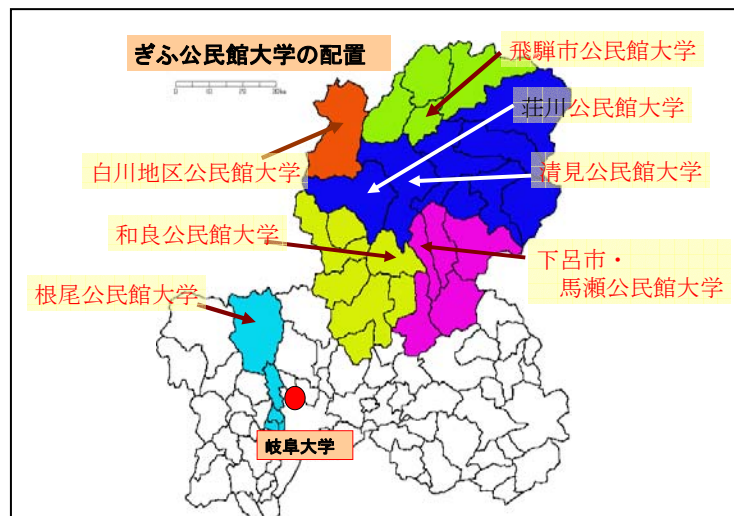 ぎふ公民館大学の配置
飛騨市公民館大学
荘川公民館大学
白川地区公民館大学
清見公民館大学
和良公民館大学
下呂市・
馬瀬公民館大学
根尾公民館大学
岐阜大学